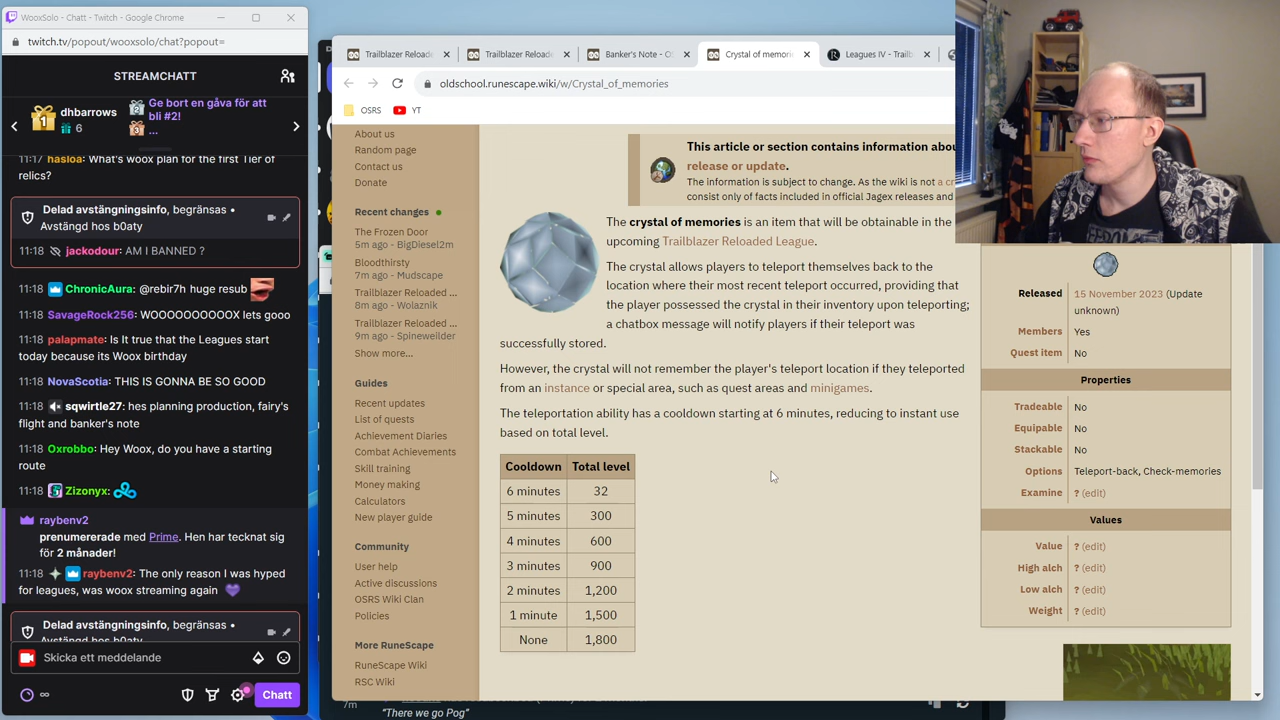 WooxSolo - Chatt - Twitch - Google Chrome
twitch.tv/popout/wooxsolo/chat?popout=
STREAMCHATT
dhbarrows
6
Ge bort en gåva för att
bli #2!
...
11:17 hasloa: What's woox plan for the first Tier of
relics?
Delad avstängningsinfo, begränsas •
Avstängd hos b0aty
11:18 jackodour: AM I BANNED ?
11:18 ChronicAura: @rebir7h huge resub
11:18 SavageRock256: WOOOOOOOOOOX lets gooo
11:18 palapmate: Is It true that the Leagues start
today because its Woox birthday
11:18 NovaScotia: THIS IS GONNA BE SO GOOD
11:18 sqwirtle27: hes planning production, fairy's
flight and banker's note
11:18 Oxrobbo: Hey Woox, do you have a starting
route
11:18 Zizonyx:
raybenv2
prenumererade med Prime. Hen har tecknat sig
för 2 månader!
11:18 raybenv2: The only reason I was hyped
for leagues, was woox streaming again
Delad avstängningsinfo, begränsas •
Avstängd hos b0aty
Skicka ett meddelande
Chatt
Trailblazer Reload
Trailblazer Reload
Banker's Note - O
Crystal of memori
Leagues IV - Trailb
oldschool.runescape.wiki/w/Crystal_of_memories
OSRS
YT
About us
Random page
Contact us
Donate
Recent changes
The Frozen Door
5m ago - BigDiesel2m
Bloodthirsty
7m ago - Mudscape
Trailblazer Reloaded ...
8m ago - Wolaznik
Trailblazer Reloaded ...
9m ago - Spineweilder
Show more...
Guides
Recent updates
List of quests
Achievement Diaries
Combat Achievements
Skill training
Money making
Calculators
New player guide
Community
User help
Active discussions
OSRS Wiki Clan
Policies
More RuneScape
RuneScape Wiki
RSC Wiki
This article or section contains information abou
release or update.
The information is subject to change. As the wiki is not a cr
consist only of facts included in official Jagex releases and
The crystal of memories is an item that will be obtainable in the
upcoming Trailblazer Reloaded League.
The crystal allows players to teleport themselves back to the
location where their most recent teleport occurred, providing that
the player possessed the crystal in their inventory upon teleporting;
a chatbox message will notify players if their teleport was
successfully stored.
However, the crystal will not remember the player's teleport location if they teleported
from an instance or special area, such as quest areas and minigames.
The teleportation ability has a cooldown starting at 6 minutes, reducing to instant use
based on total level.
Cooldown Total level
6 minutes 32
5 minutes 300
4 minutes 600
3 minutes 900
2 minutes 1,200
1 minute 1,500
None 1,800
Released 15 November 2023 (Update
unknown)
Members Yes
Quest item No
Properties
Tradeable No
Equipable No
Stackable No
Options Teleport-back, Check-memories
Examine ? (edit)
Values
Value ? (edit)
High alch ? (edit)
Low alch ? (edit)
Weight ? (edit)
7m
"There we go Pog"